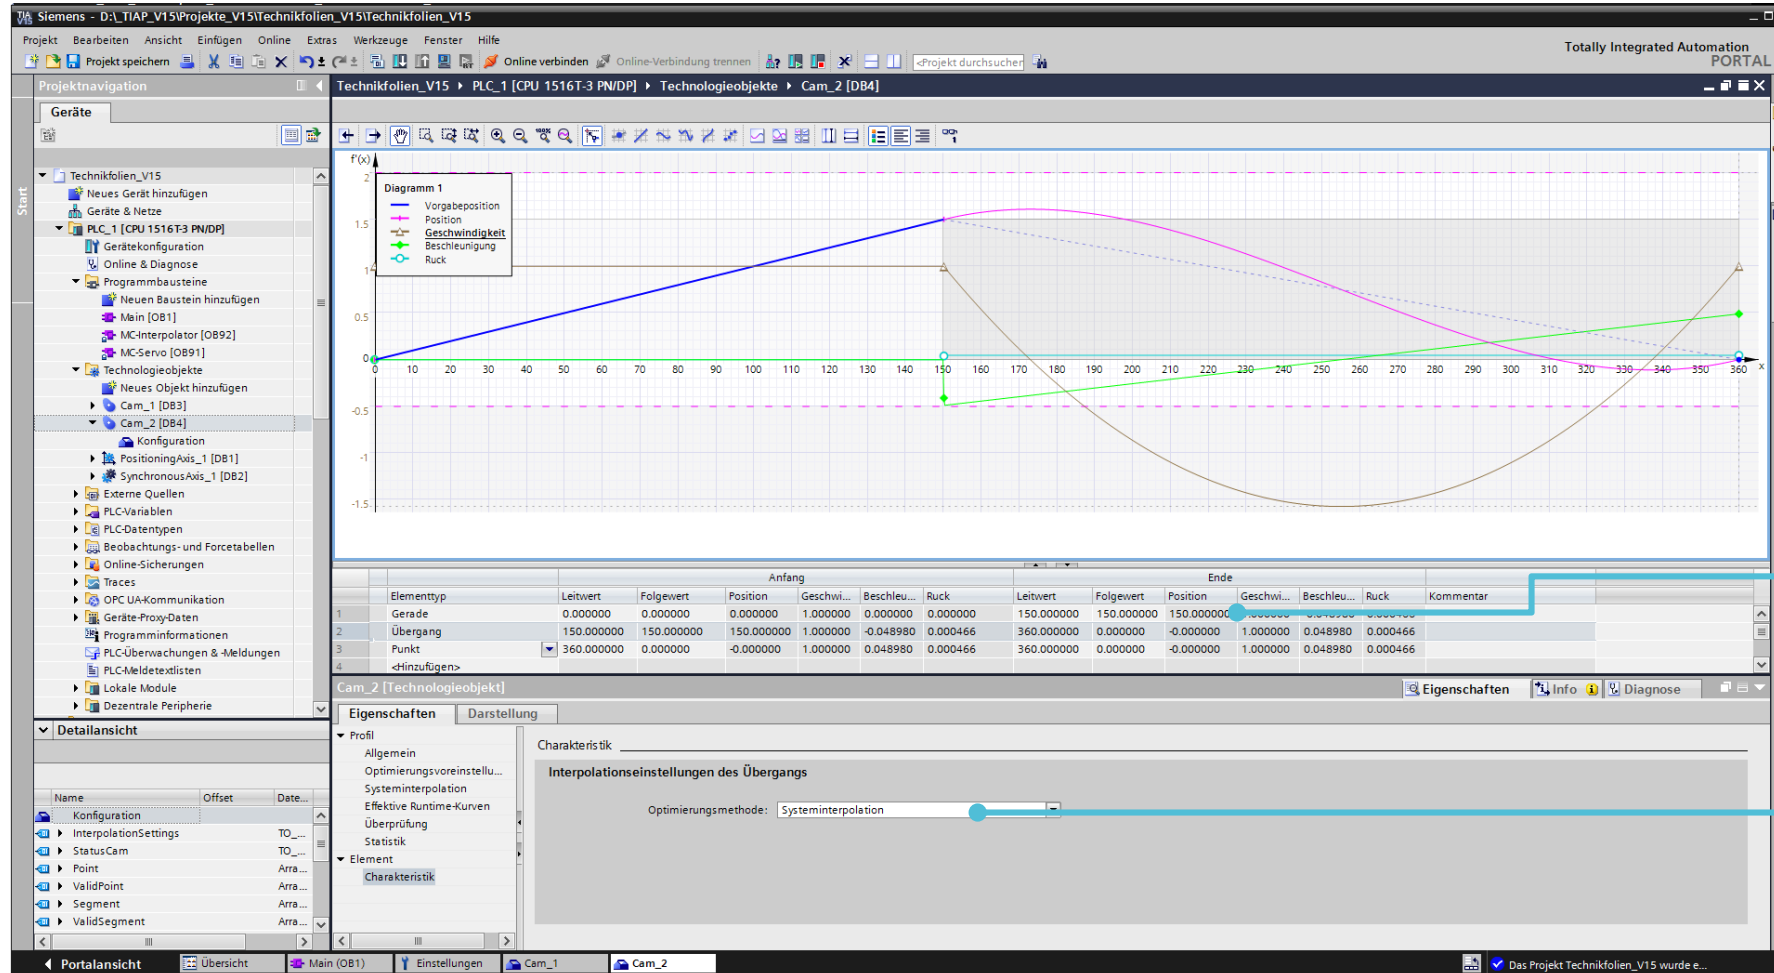 Siemens - D:\_TIAP_V15\Projekte_V15\Technikfolien_V15\Technikfolien_V15
Projekt Bearbeiten Ansicht Einfügen Online Extras Werkzeuge Fenster Hilfe
Totally Integrated Automation
PORTAL
Projekt speichern Online verbinden Online-Verbindung trennen <Projekt durchsuchen
Projektnavigation
Technikfolien_V15 PLC_1 [CPU 1516T-3 PN/DP] Technologieobjekte Cam_2 [DB4]
Geräte
Start
Technikfolien_V15
Neues Gerät hinzufügen
Geräte & Netze
PLC_1 [CPU 1516T-3 PN/DP]
Gerätekonfiguration
Online & Diagnose
Programmbausteine
Neuen Baustein hinzufügen
Main [OB1]
MC-Interpolator [OB92]
MC-Servo [OB91]
Technologieobjekte
Neues Objekt hinzufügen
Cam_1 [DB3]
Cam_2 [DB4]
Konfiguration
PositioningAxis_1 [DB1]
SynchronousAxis_1 [DB2]
Externe Quellen
PLC-Variablen
PLC-Datentypen
Beobachtungs- und Forcetabellen
Online-Sicherungen
Traces
OPC UA-Kommunikation
Geräte-Proxy-Daten
Programminformationen
PLC-Überwachungen & -Meldungen
PLC-Meldetextlisten
Lokale Module
Dezentrale Peripherie
f'(x)
2
1.5
1
0.5
0
-0.5
-1
-1.5
Diagramm 1
Vorgabeposition
Position
Geschwindigkeit
Beschleunigung
Ruck
0 10 20 30 40 50 60 70 80 90 100 110 120 130 140 150 160 170 180 190 200 210 220 230 240 250 260 270 280 290 300 310 320 330 340 350 360 x
Anfang Ende
Elementtyp Leitwert Folgewert Position Geschwi... Beschleu... Ruck Leitwert Folgewert Position Geschwi... Beschleu... Ruck Kommentar
1 Gerade 0.000000 0.000000 0.000000 1.000000 0.000000 0.000000 150.000000 150.000000 150.000000
2 Übergang 150.000000 150.000000 150.000000 1.000000 -0.048980 0.000466 360.000000 0.000000 -0.000000 1.000000 0.048980 0.000466
3 Punkt 360.000000 0.000000 -0.000000 1.000000 0.048980 0.000466 360.000000 0.000000 -0.000000 1.000000 0.048980 0.000466
4 <Hinzufügen>
Cam_2 [Technologieobjekt]
Eigenschaften Info Diagnose
Eigenschaften Darstellung
Profil
Allgemein
Optimierungsvoreinstellu...
Systeminterpolation
Effektive Runtime-Kurven
Überprüfung
Statistik
Element
Charakteristik
Charakteristik
Interpolationseinstellungen des Übergangs
Optimierungsmethode: Systeminterpolation
Detailansicht
Name Offset Date...
Konfiguration
InterpolationSettings TO_...
StatusCam TO_...
Point Arra...
ValidPoint Arra...
Segment Arra...
ValidSegment Arra...
Portalansicht Übersicht Main (OB1) Einstellungen Cam_1 Cam_2 Das Projekt Technikfolien_V15 wurde e...